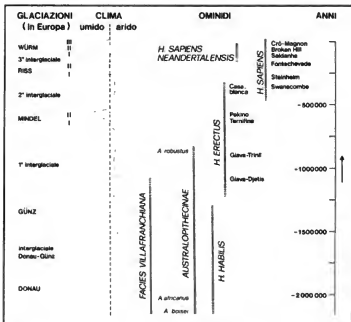 GLACIAZIONI CLIMA OMINIDI ANNI
(In Europa) umido arido
WÜRM III
II
I
3° interglaciale
RISS II
I
2° interglaciale
MINDEL II
I
1° interglaciale
GÜNZ
interglaciale
Donau-Günz
DONAU
FACIES VILLAFRANCHIANA
H. SAPIENS
NEANDERTALENSIS
H. SAPIENS
Crô-Magnon
Broken Hill
Saldanha
Fontechevade
Steinheim
Swanscombe
Casa.
blanca
Pekino
Ternifine
Giava-Trinil
Giava-Djetis
H. ERECTUS
A robustus
AUSTRALOPITHECINAE
H. HABILIS
A africanus
A boisei
-500000
-1000000
-1500000
-2000000